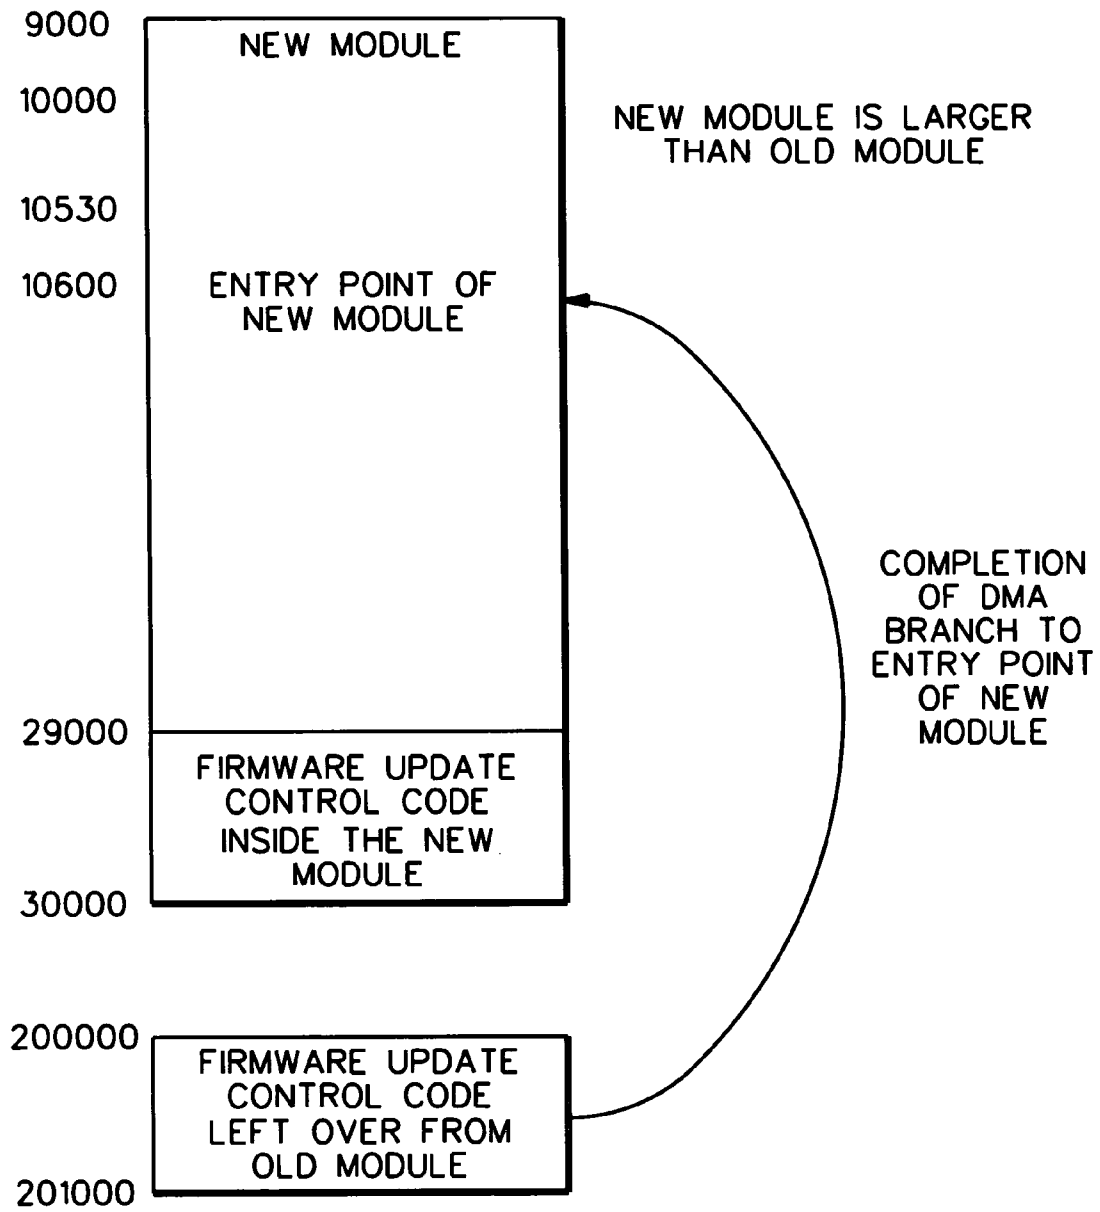 9000
NEW MODULE
10000
NEW MODULE IS LARGER
THAN OLD MODULE
10530
10600
ENTRY POINT OF
NEW MODULE
COMPLETION
OF DMA
BRANCH TO
ENTRY POINT
OF NEW
MODULE
29000
FIRMWARE UPDATE
CONTROL CODE
INSIDE THE NEW
MODULE
30000
200000
FIRMWARE UPDATE
CONTROL CODE
LEFT OVER FROM
OLD MODULE
201000